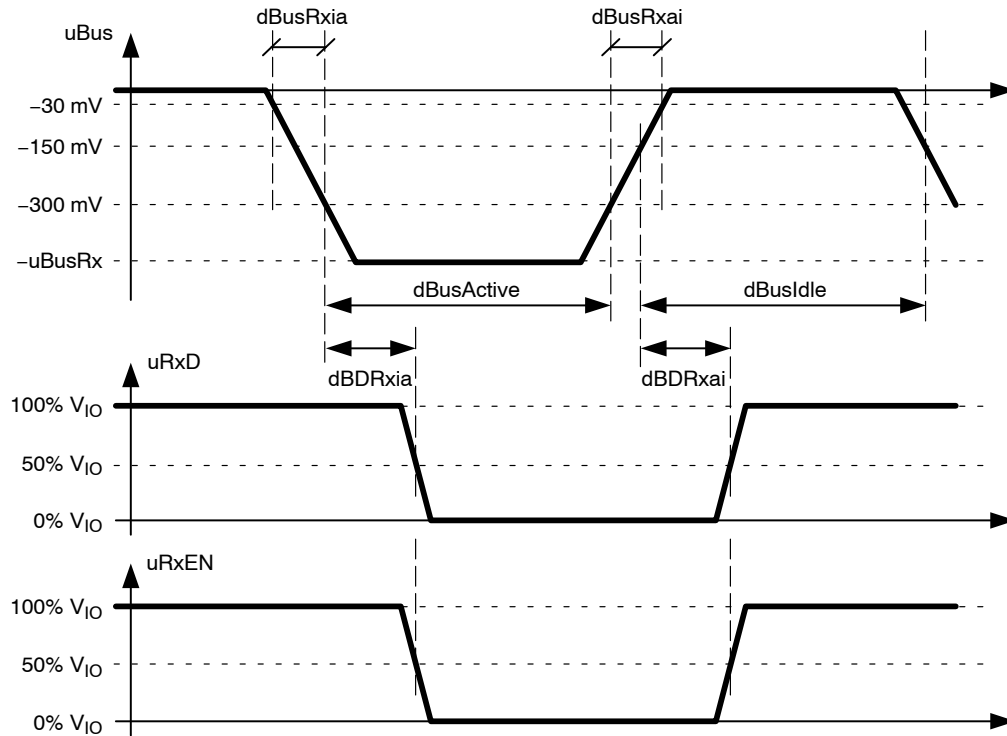 dBusRxia dBusRxai
uBus
–30 mV
–150 mV
–300 mV
–uBusRx
dBusActive dBusIdle
uRxD
dBDRxia dBDRxai
100% VIO
50% VIO
0% VIO
uRxEN
100% VIO
50% VIO
0% VIO